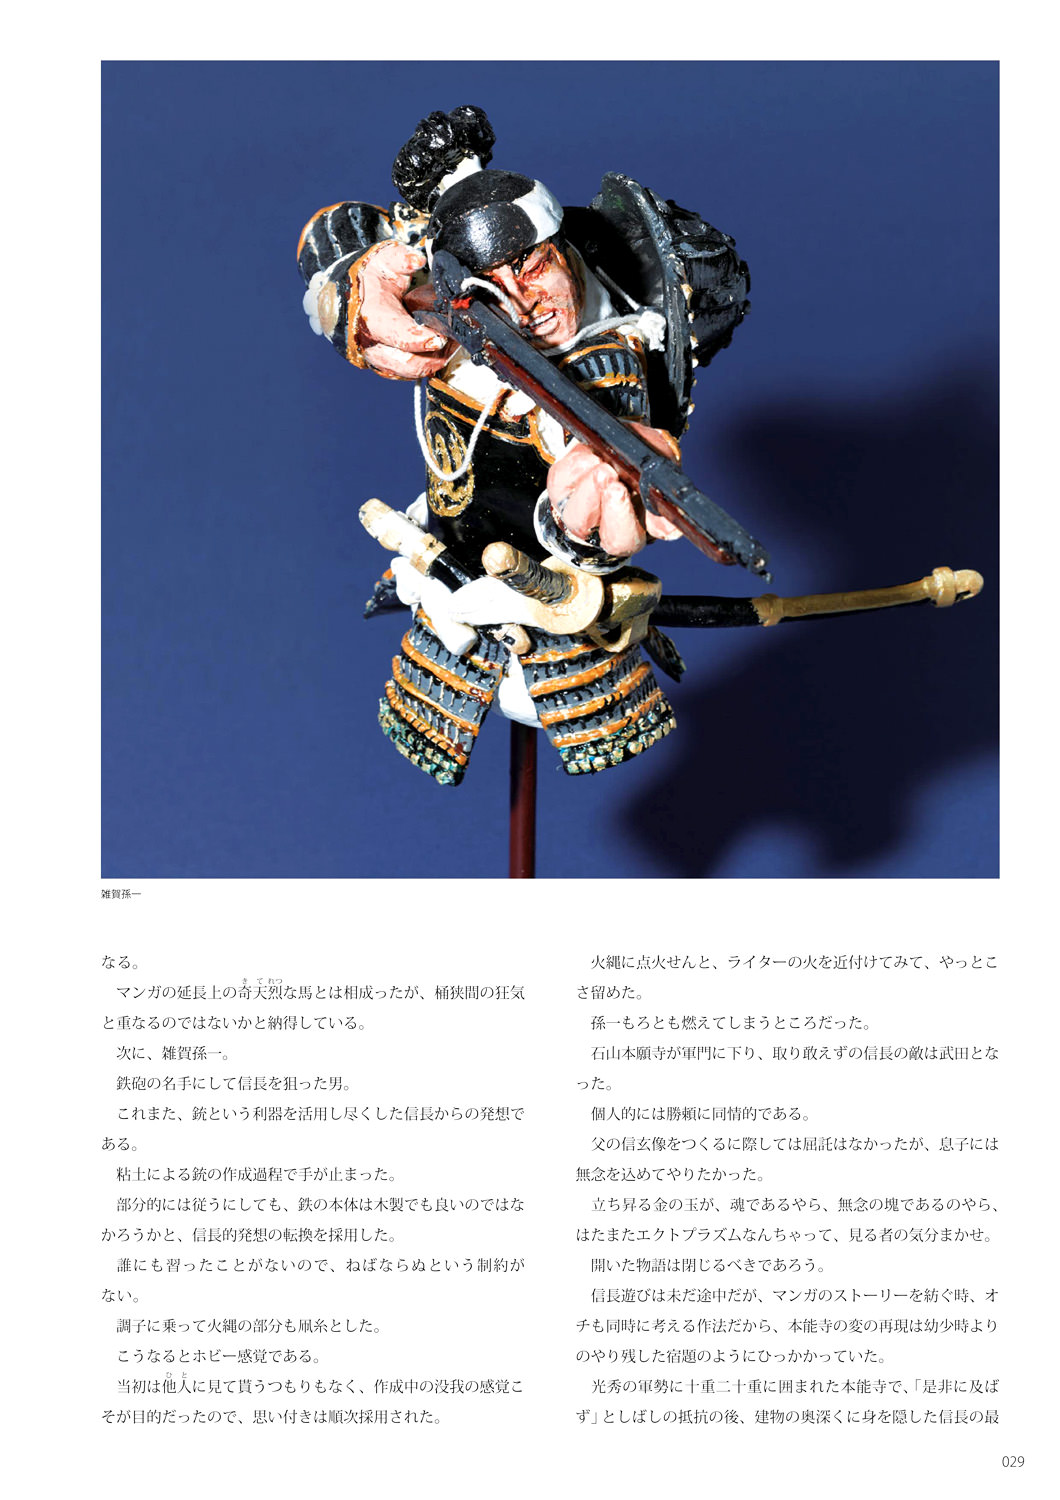 雑賀孫一
なる。
マンガの延長上の奇天烈な馬とは相成ったが、桶狭間の狂気
と重なるのではないかと納得している。
次に、雑賀孫一。
鉄砲の名手にして信長を狙った男。
これまた、銃という利器を活用し尽くした信長からの発想で
ある。
粘土による銃の作成過程で手が止まった。
部分的には従うにしても、鉄の本体は木製でも良いのではな
かろうかと、信長的発想の転換を採用した。
誰にも習ったことがないので、ねばならぬという制約が
ない。
調子に乗って火縄の部分も凧糸とした。
こうなるとホビー感覚である。
当初は他人に見て貰うつもりもなく、作成中の没我の感覚こ
そが目的だったので、思い付きは順次採用された。
火縄に点火せんと、ライターの火を近付けてみて、やっとこ
さ留めた。
孫一もろとも燃えてしまうところだった。
石山本願寺が軍門に下り、取り敢えずの信長の敵は武田とな
った。
個人的には勝頼に同情的である。
父の信玄像をつくるに際しては屈託はなかったが、息子には
無念を込めてやりたかった。
立ち昇る金の玉が、魂であるやら、無念の塊であるのやら、
はたまたエクトプラズムなんちゃって、見る者の気分まかせ。
開いた物語は閉じるべきであろう。
信長遊びは未だ途中だが、マンガのストーリーを紡ぐ時、オ
チも同時に考える作法だから、本能寺の変の再現は幼少時より
のやり残した宿題のようにひっかかっていた。
光秀の軍勢に十重二十重に囲まれた本能寺で、「是非に及ば
ず」としばしの抵抗の後、建物の奥深くに身を隠した信長の最
029